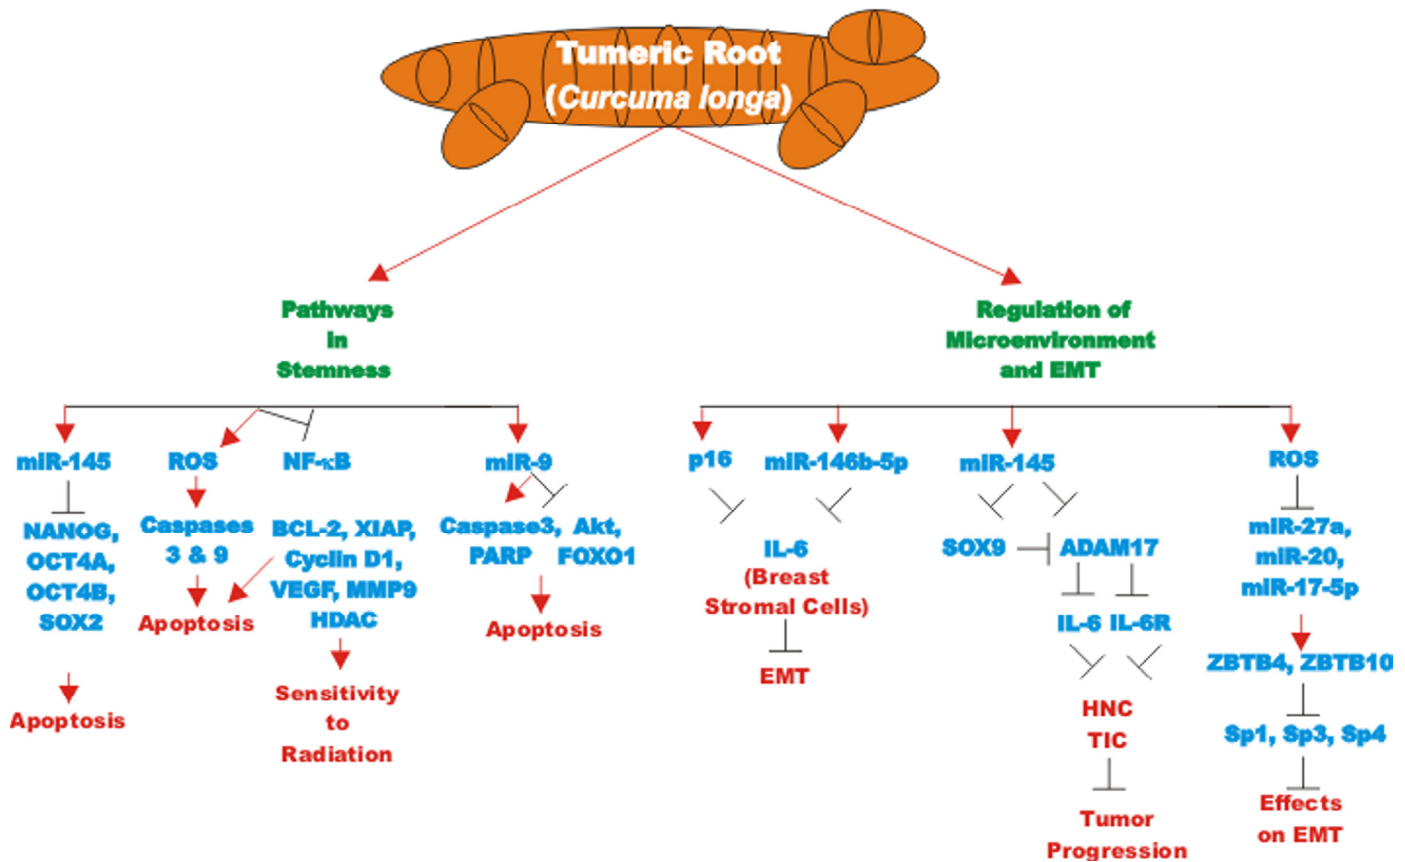 Tumeric Root
(Curcuma longa)
Pathways
in
Stemness
Regulation of
Microenvironment
and EMT
miR-145
ROS
NF-κB
miR-9
p16
miR-146b-5p
miR-145
ROS
NANOG,
OCT4A,
OCT4B,
SOX2
Apoptosis
Caspases
3 & 9
Apoptosis
BCL-2, XIAP,
Cyclin D1,
VEGF, MMP9
HDAC
Sensitivity
to
Radiation
Caspase3,
PARP
Akt,
FOXO1
Apoptosis
IL-6
(Breast
Stromal Cells)
EMT
SOX9
ADAM17
IL-6
IL-6R
HNC
TIC
Tumor
Progression
miR-27a,
miR-20,
miR-17-5p
ZBTB4, ZBTB10
Sp1, Sp3, Sp4
Effects
on EMT